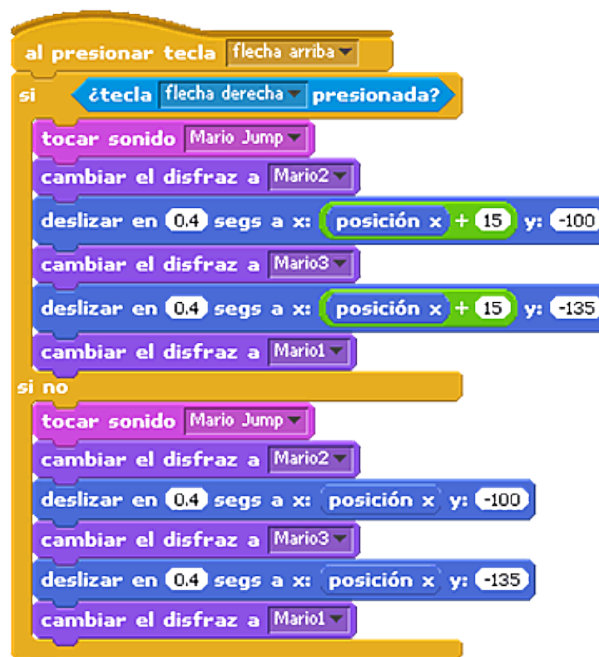 al presionar tecla flecha arriba
si ¿tecla flecha derecha presionada?
tocar sonido Mario Jump
cambiar el disfraz a Mario2
deslizar en 0.4 segs a x: posición x + 15 y: -100
cambiar el disfraz a Mario3
deslizar en 0.4 segs a x: posición x + 15 y: -135
cambiar el disfraz a Mario1
si no
tocar sonido Mario Jump
cambiar el disfraz a Mario2
deslizar en 0.4 segs a x: posición x y: -100
cambiar el disfraz a Mario3
deslizar en 0.4 segs a x: posición x y: -135
cambiar el disfraz a Mario1